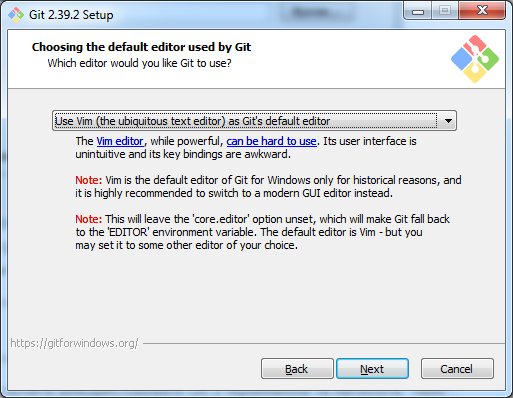 Git 2.39.2 Setup
Choosing the default editor used by Git
Which editor would you like Git to use?
Use Vim (the ubiquitous text editor) as Git's default editor
The Vim editor, while powerful, can be hard to use. Its user interface is
unintuitive and its key bindings are awkward.
Note: Vim is the default editor of Git for Windows only for historical reasons, and
it is highly recommended to switch to a modern GUI editor instead.
Note: This will leave the 'core.editor' option unset, which will make Git fall back
to the 'EDITOR' environment variable. The default editor is Vim - but you
may set it to some other editor of your choice.
https://gitforwindows.org/
Back
Next
Cancel